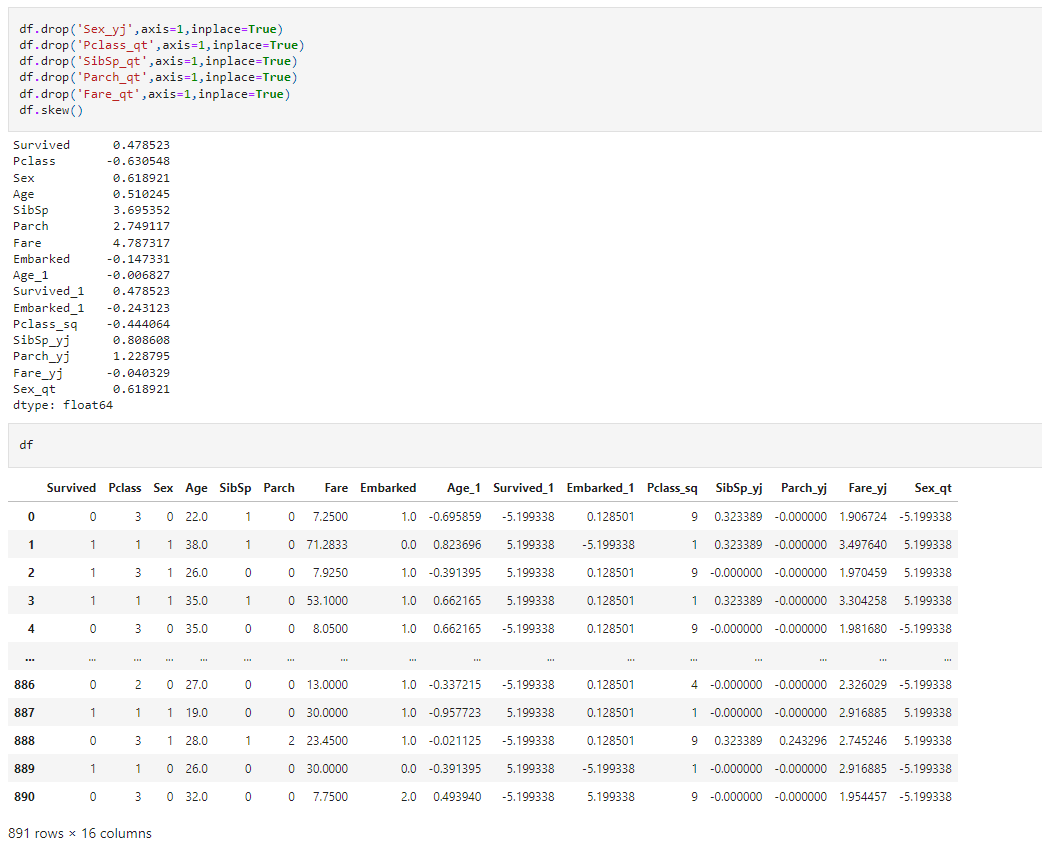 df.drop('Sex_yj',axis=1,inplace=True)
df.drop('Pclass_qt',axis=1,inplace=True)
df.drop('SibSp_qt',axis=1,inplace=True)
df.drop('Parch_qt',axis=1,inplace=True)
df.drop('Fare_qt',axis=1,inplace=True)
df.skew()
Survived 0.478523
Pclass -0.630548
Sex 0.618921
Age 0.510245
SibSp 3.695352
Parch 2.749117
Fare 4.787317
Embarked -0.147331
Age_1 -0.006827
Survived_1 0.478523
Embarked_1 -0.243123
Pclass_sq -0.444064
SibSp_yj 0.808608
Parch_yj 1.228795
Fare_yj -0.040329
Sex_qt 0.618921
dtype: float64
df
Survived Pclass Sex Age SibSp Parch Fare Embarked Age_1 Survived_1 Embarked_1 Pclass_sq SibSp_yj Parch_yj Fare_yj Sex_qt
0 0 3 0 22.0 1 0 7.2500 1.0 -0.695859 -5.199338 0.128501 9 0.323389 -0.000000 1.906724 -5.199338
1 1 1 1 38.0 1 0 71.2833 0.0 0.823696 5.199338 -5.199338 1 0.323389 -0.000000 3.497640 5.199338
2 1 3 1 26.0 0 0 7.9250 1.0 -0.391395 5.199338 0.128501 9 -0.000000 -0.000000 1.970459 5.199338
3 1 1 1 35.0 1 0 53.1000 1.0 0.662165 5.199338 0.128501 1 0.323389 -0.000000 3.304258 5.199338
4 0 3 0 35.0 0 0 8.0500 1.0 0.662165 -5.199338 0.128501 9 -0.000000 -0.000000 1.981680 -5.199338
... ... ... ... ... ... ... ... ... ... ... ... ... ... ... ... ...
886 0 2 0 27.0 0 0 13.0000 1.0 -0.337215 -5.199338 0.128501 4 -0.000000 -0.000000 2.326029 -5.199338
887 1 1 1 19.0 0 0 30.0000 1.0 -0.957723 5.199338 0.128501 1 -0.000000 -0.000000 2.916885 5.199338
888 0 3 1 28.0 1 2 23.4500 1.0 -0.021125 -5.199338 0.128501 9 0.323389 0.243296 2.745246 5.199338
889 1 1 0 26.0 0 0 30.0000 0.0 -0.391395 5.199338 -5.199338 1 -0.000000 -0.000000 2.916885 -5.199338
890 0 3 0 32.0 0 0 7.7500 2.0 0.493940 -5.199338 5.199338 9 -0.000000 -0.000000 1.954457 -5.199338
891 rows × 16 columns